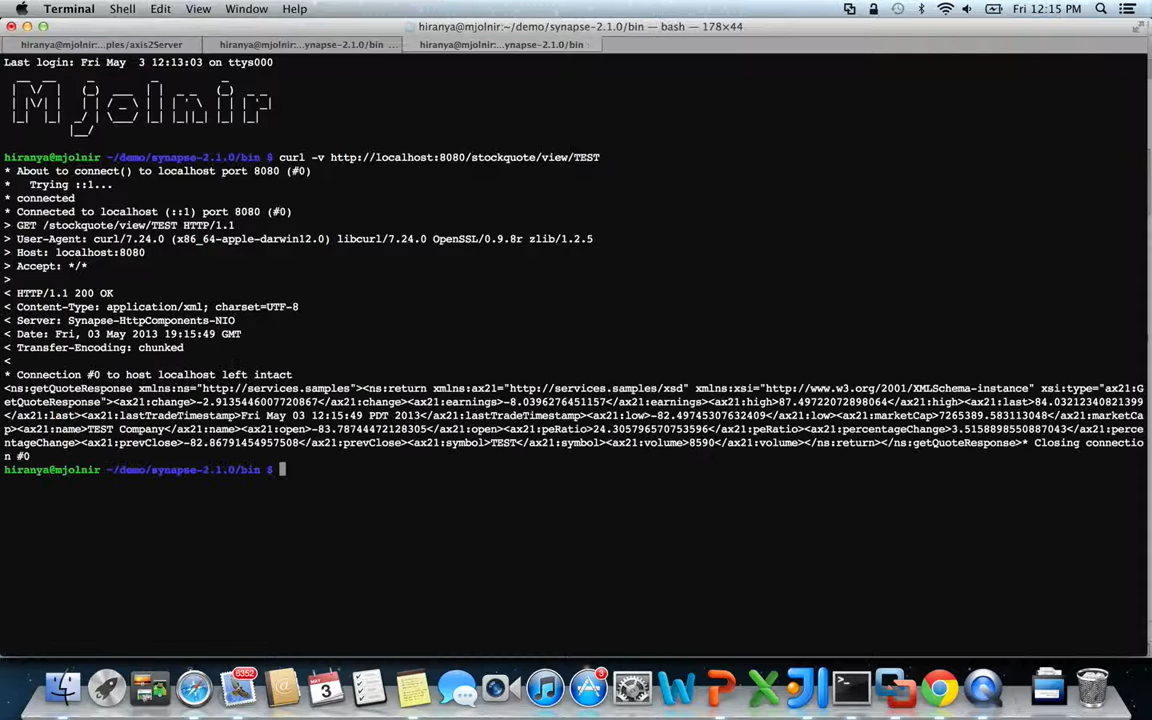 Terminal Shell Edit View Window Help Fri 12:15 PM
hiranya@mjolnir:~/demo/synapse-2.1.0/bin — bash — 178×44
hiranya@mjolnir:...ples/axis2Server hiranya@mjolnir:...ynapse-2.1.0/bin ... hiranya@mjolnir:...ynapse-2.1.0/bin
Last login: Fri May  3 12:13:03 on ttys000
Mjolnir
hiranya@mjolnir ~/demo/synapse-2.1.0/bin $ curl -v http://localhost:8080/stockquote/view/TEST
* About to connect() to localhost port 8080 (#0)
*   Trying ::1...
* connected
* Connected to localhost (::1) port 8080 (#0)
> GET /stockquote/view/TEST HTTP/1.1
> User-Agent: curl/7.24.0 (x86_64-apple-darwin12.0) libcurl/7.24.0 OpenSSL/0.9.8r zlib/1.2.5
> Host: localhost:8080
> Accept: */*
>
< HTTP/1.1 200 OK
< Content-Type: application/xml; charset=UTF-8
< Server: Synapse-HttpComponents-NIO
< Date: Fri, 03 May 2013 19:15:49 GMT
< Transfer-Encoding: chunked
<
* Connection #0 to host localhost left intact
<ns:getQuoteResponse xmlns:ns="http://services.samples"><ns:return xmlns:ax21="http://services.samples/xsd" xmlns:xsi="http://www.w3.org/2001/XMLSchema-instance" xsi:type="ax21:G
etQuoteResponse"><ax21:change>-2.9135446007720867</ax21:change><ax21:earnings>-8.0396276451157</ax21:earnings><ax21:high>87.49722072898064</ax21:high><ax21:last>84.03212340821399
</ax21:last><ax21:lastTradeTimestamp>Fri May 03 12:15:49 PDT 2013</ax21:lastTradeTimestamp><ax21:low>-82.49745307632409</ax21:low><ax21:marketCap>7265389.583113048</ax21:marketCa
p><ax21:name>TEST Company</ax21:name><ax21:open>-83.78744472128305</ax21:open><ax21:peRatio>24.305796570753596</ax21:peRatio><ax21:percentageChange>3.5158898550887043</ax21:perce
ntageChange><ax21:prevClose>-82.86791454957508</ax21:prevClose><ax21:symbol>TEST</ax21:symbol><ax21:volume>8590</ax21:volume></ns:return></ns:getQuoteResponse>* Closing connectio
n #0
hiranya@mjolnir ~/demo/synapse-2.1.0/bin $
6352
MAY
3
3